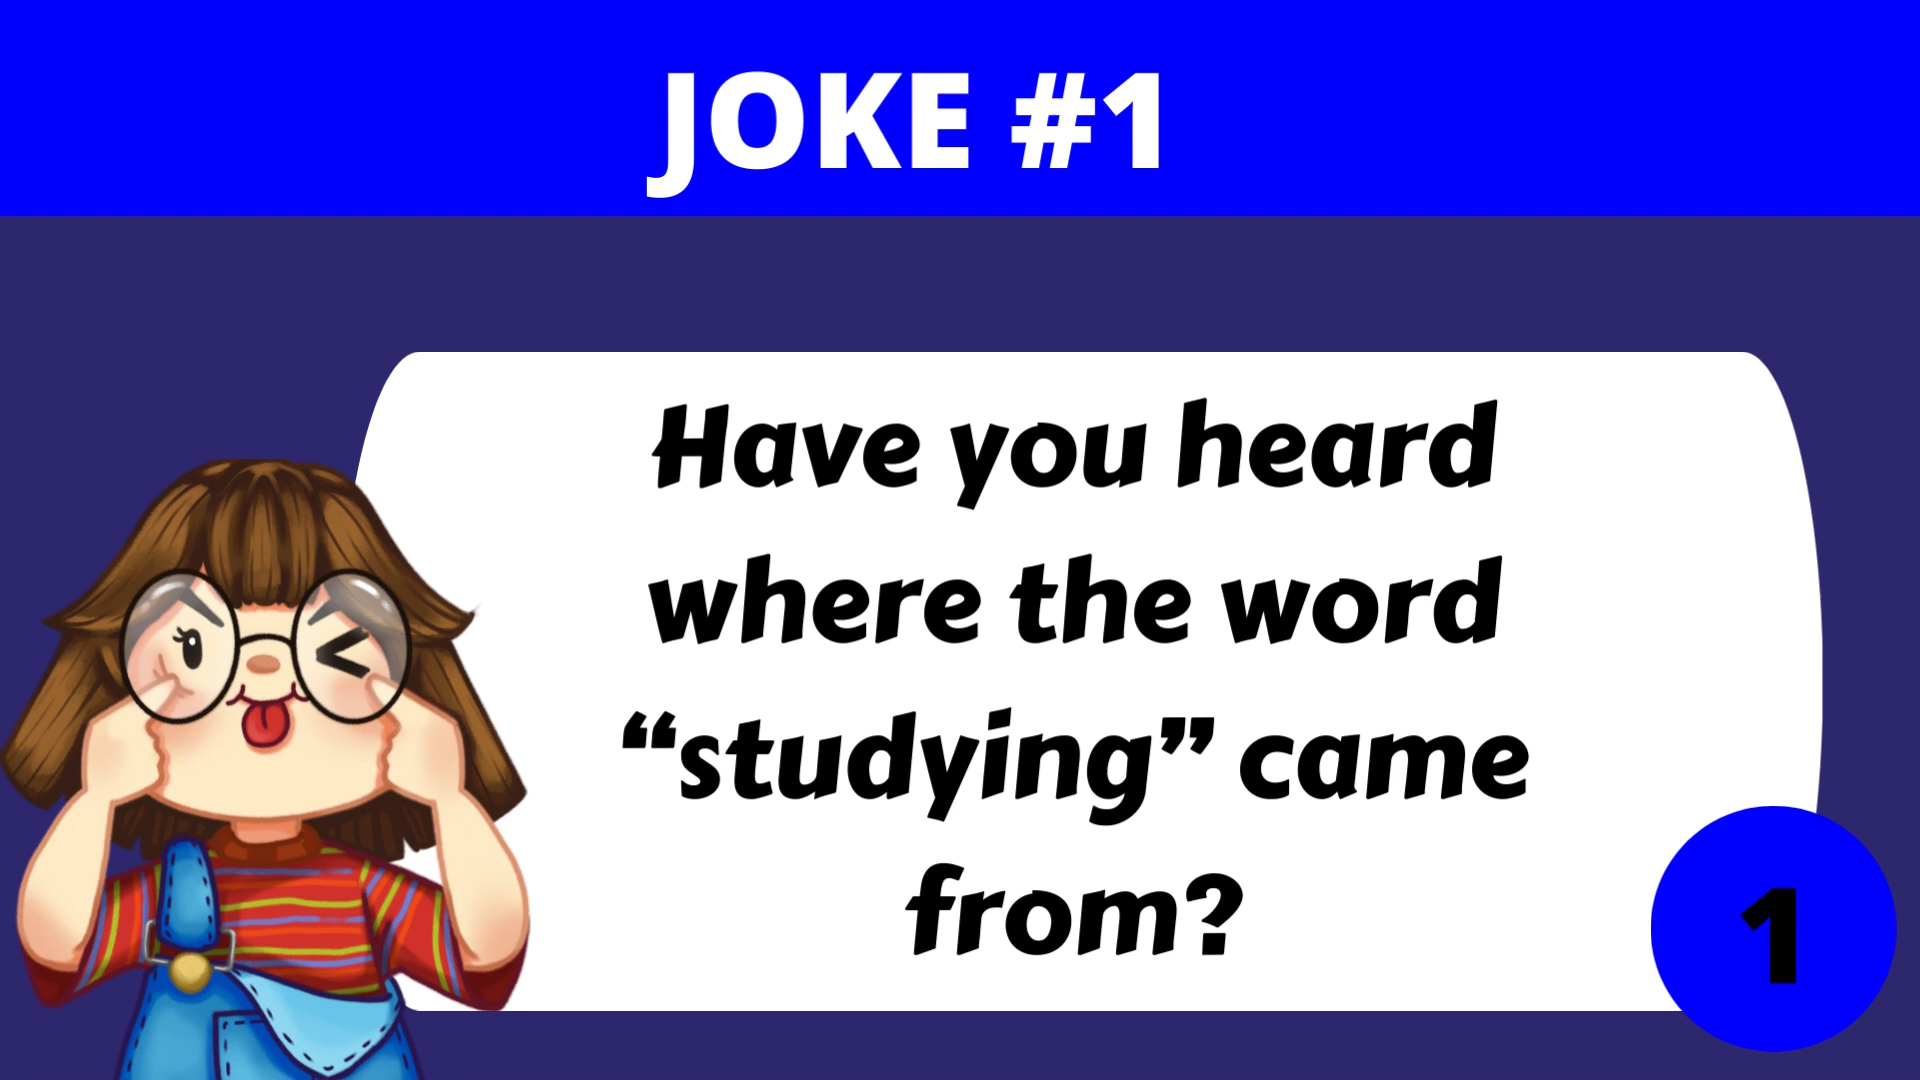 JOKE #1
Have you heard
where the word
“studying” came
from?
1